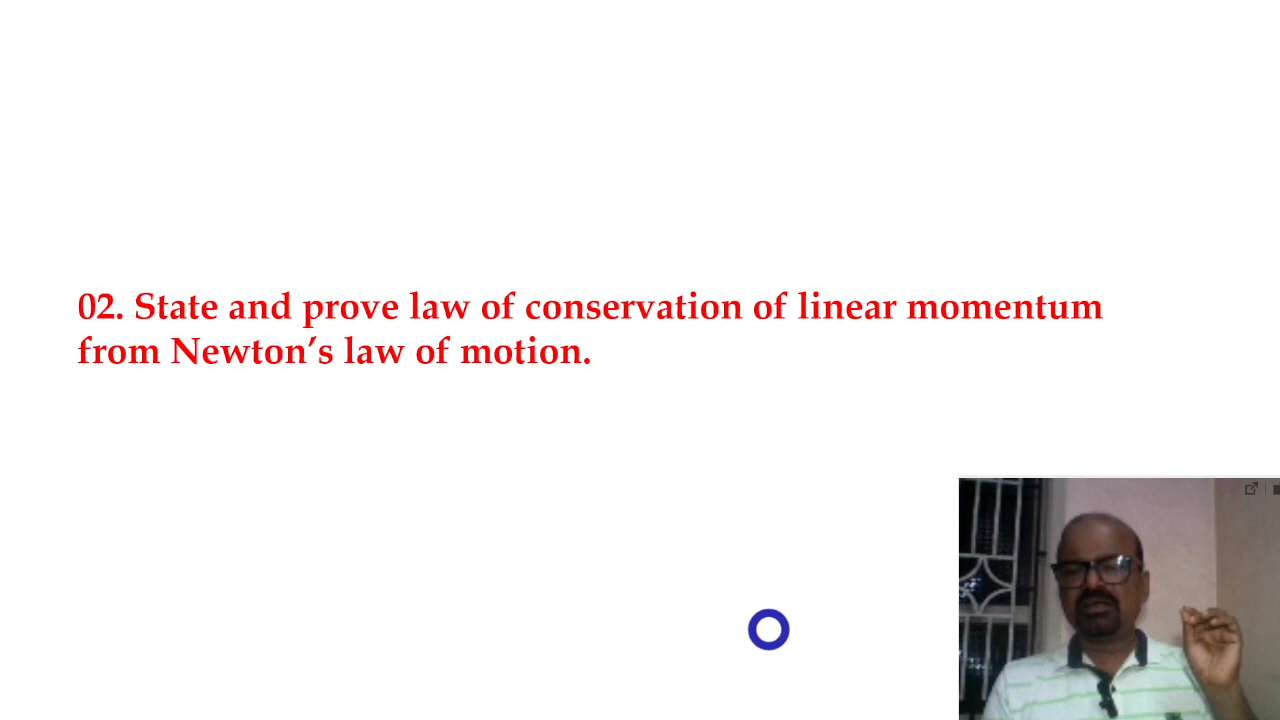 02. State and prove law of conservation of linear momentum
from Newton’s law of motion.